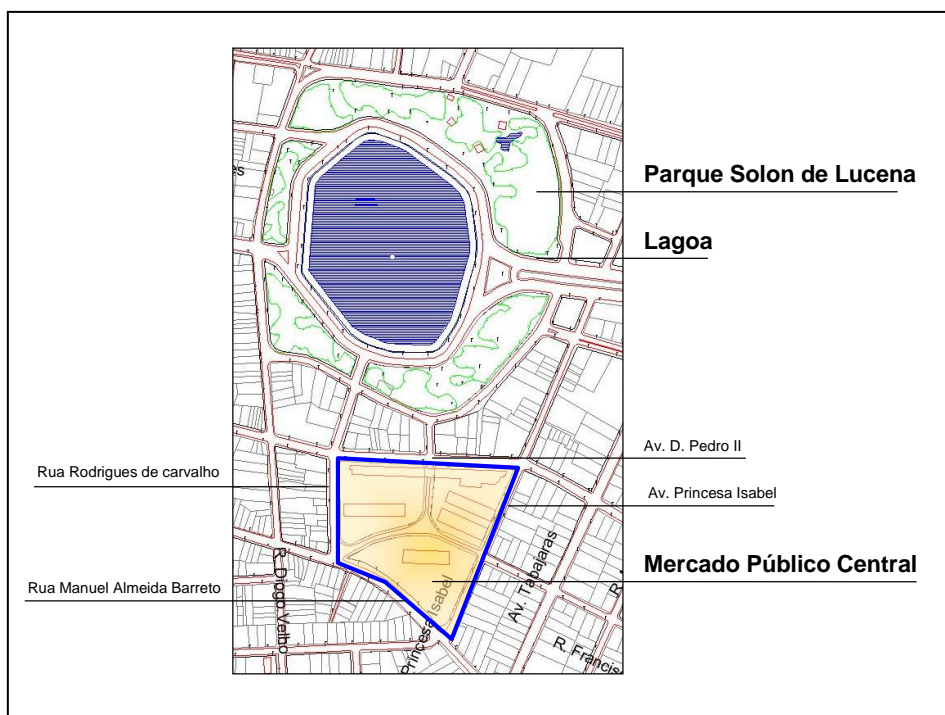 es
Parque Solon de Lucena
Lagoa
Av. D. Pedro II
Rua Rodrigues de carvalho
Av. Princesa Isabel
Mercado Público Central
Rua Manuel Almeida Barreto
R.Diogo Velho
Princesa Isabel
Av. Tabajaras
R.
R. Francis